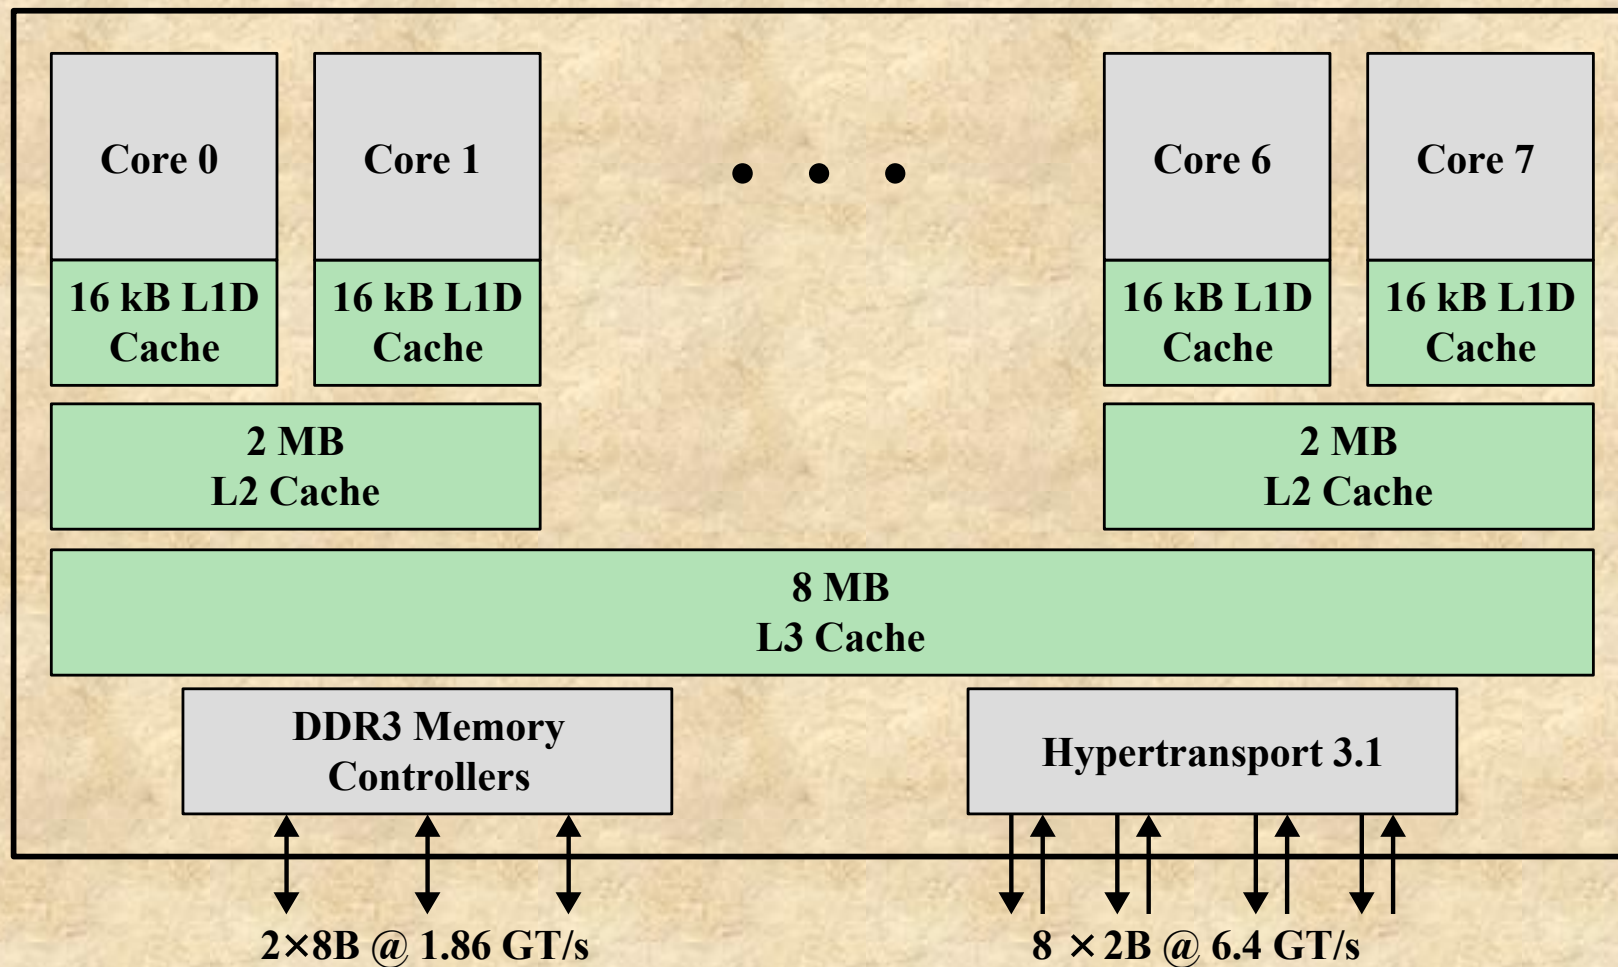 Core 0
Core 1
Core 6
Core 7
16 kB L1D
Cache
16 kB L1D
Cache
16 kB L1D
Cache
16 kB L1D
Cache
2 MB
L2 Cache
2 MB
L2 Cache
8 MB
L3 Cache
DDR3 Memory
Controllers
Hypertransport 3.1
2×8B @ 1.86 GT/s
8 ×2B @ 6.4 GT/s